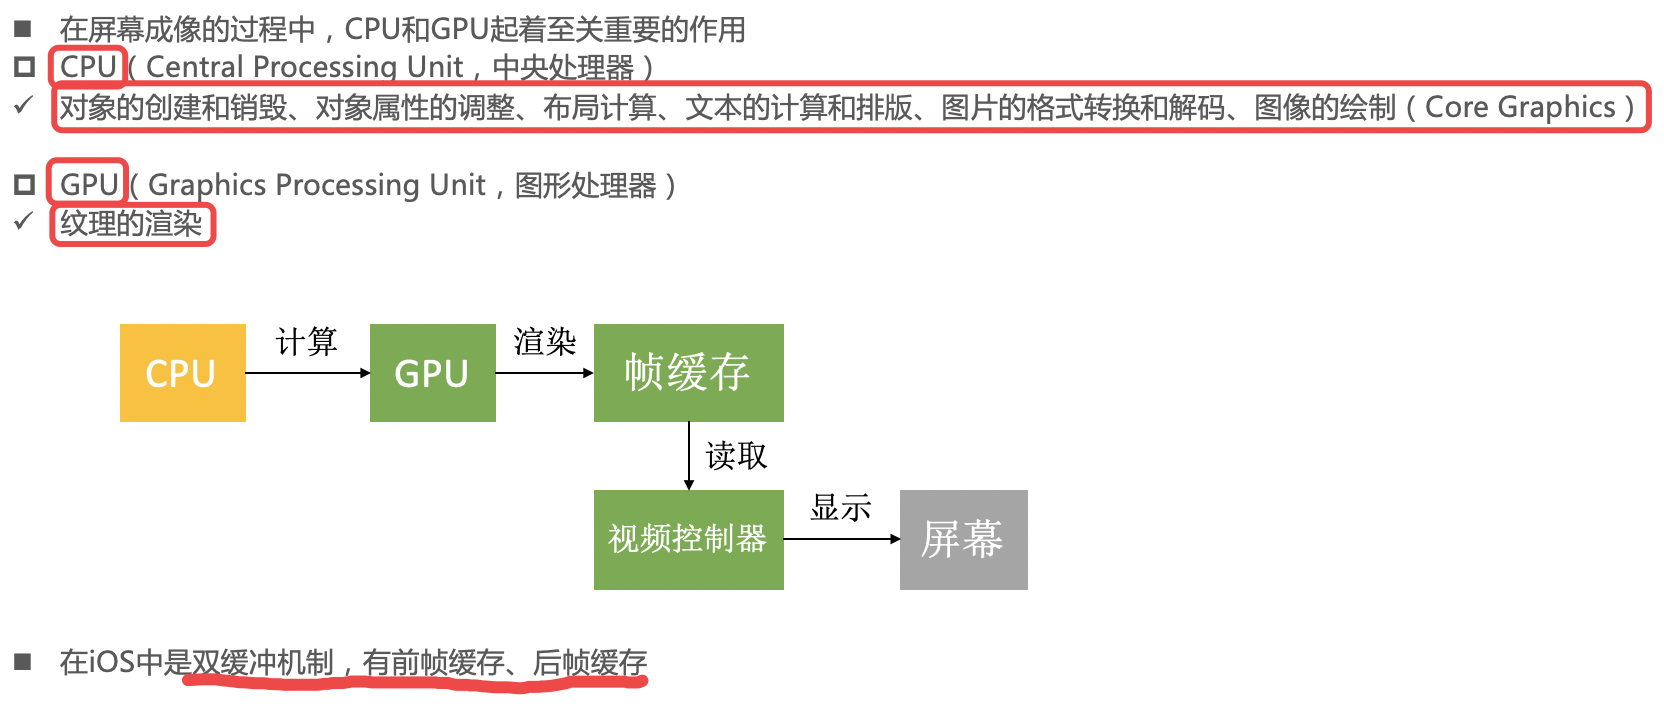 ■ 在屏幕成像的过程中，CPU和GPU起着至关重要的作用
CPU（Central Processing Unit，中央处理器）
✓ 对象的创建和销毁、对象属性的调整、布局计算、文本的计算和排版、图片的格式转换和解码、图像的绘制（Core Graphics）
GPU（Graphics Processing Unit，图形处理器）
✓ 纹理的渲染
CPU
计算
GPU
渲染
帧缓存
读取
视频控制器
显示
屏幕
■ 在iOS中是双缓冲机制，有前帧缓存、后帧缓存